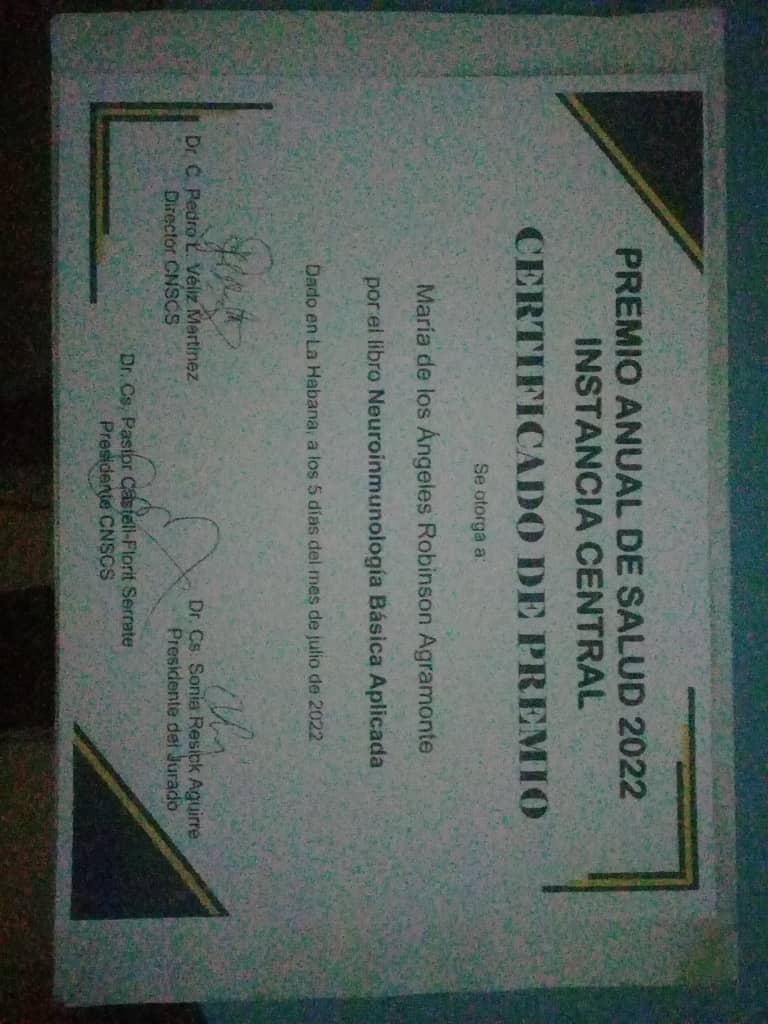 PREMIO ANUAL DE SALUD 2022
INSTANCIA CENTRAL
CERTIFICADO DE PREMIO
Se otorga a:
María de los Ángeles Robinson Agramonte
por el libro Neuroinmunología Básica Aplicada
Dado en La Habana, a los 5 días del mes de julio de 2022
Dr. C. Pedro L. Véliz Martínez
Director CNSCS
Dr. Cs. Sonia Resick Aguirre
Presidente del Jurado
Dr. Cs. Pastor Castell-Florit Serrate
Presidente CNSCS